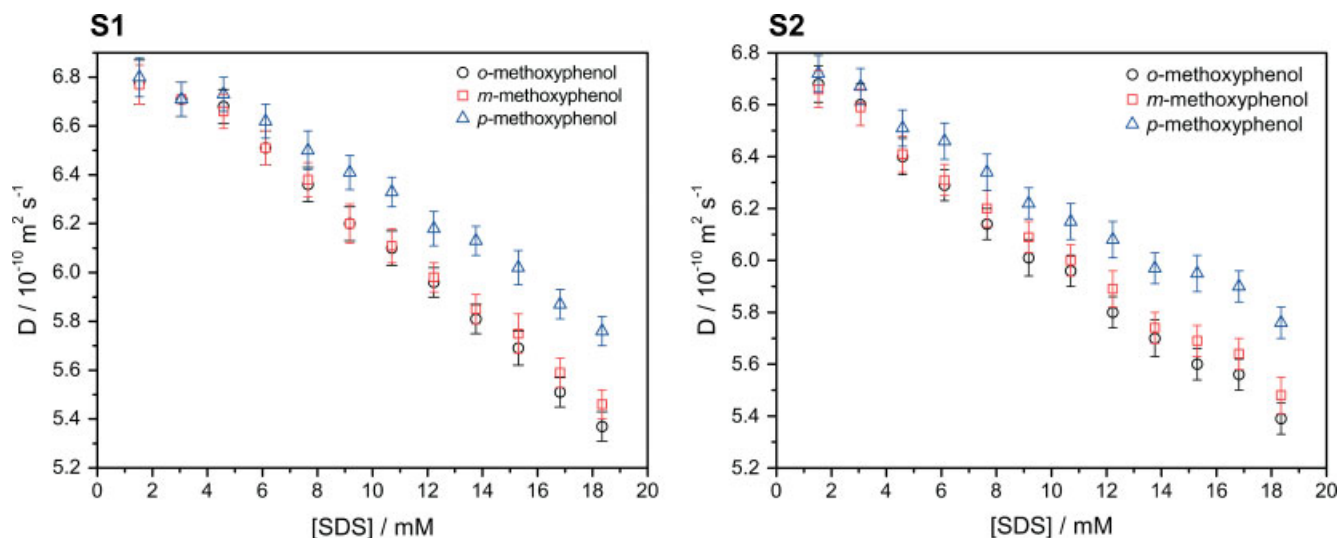 S1
6.8
6.6
6.4
6.2
6.0
5.8
5.6
5.4
5.2
D / 10⁻¹⁰ m² s⁻¹
o-methoxyphenol
m-methoxyphenol
p-methoxyphenol
0 2 4 6 8 10 12 14 16 18 20
[SDS] / mM
S2
6.8
6.6
6.4
6.2
6.0
5.8
5.6
5.4
5.2
D / 10⁻¹⁰ m² s⁻¹
o-methoxyphenol
m-methoxyphenol
p-methoxyphenol
0 2 4 6 8 10 12 14 16 18 20
[SDS] / mM